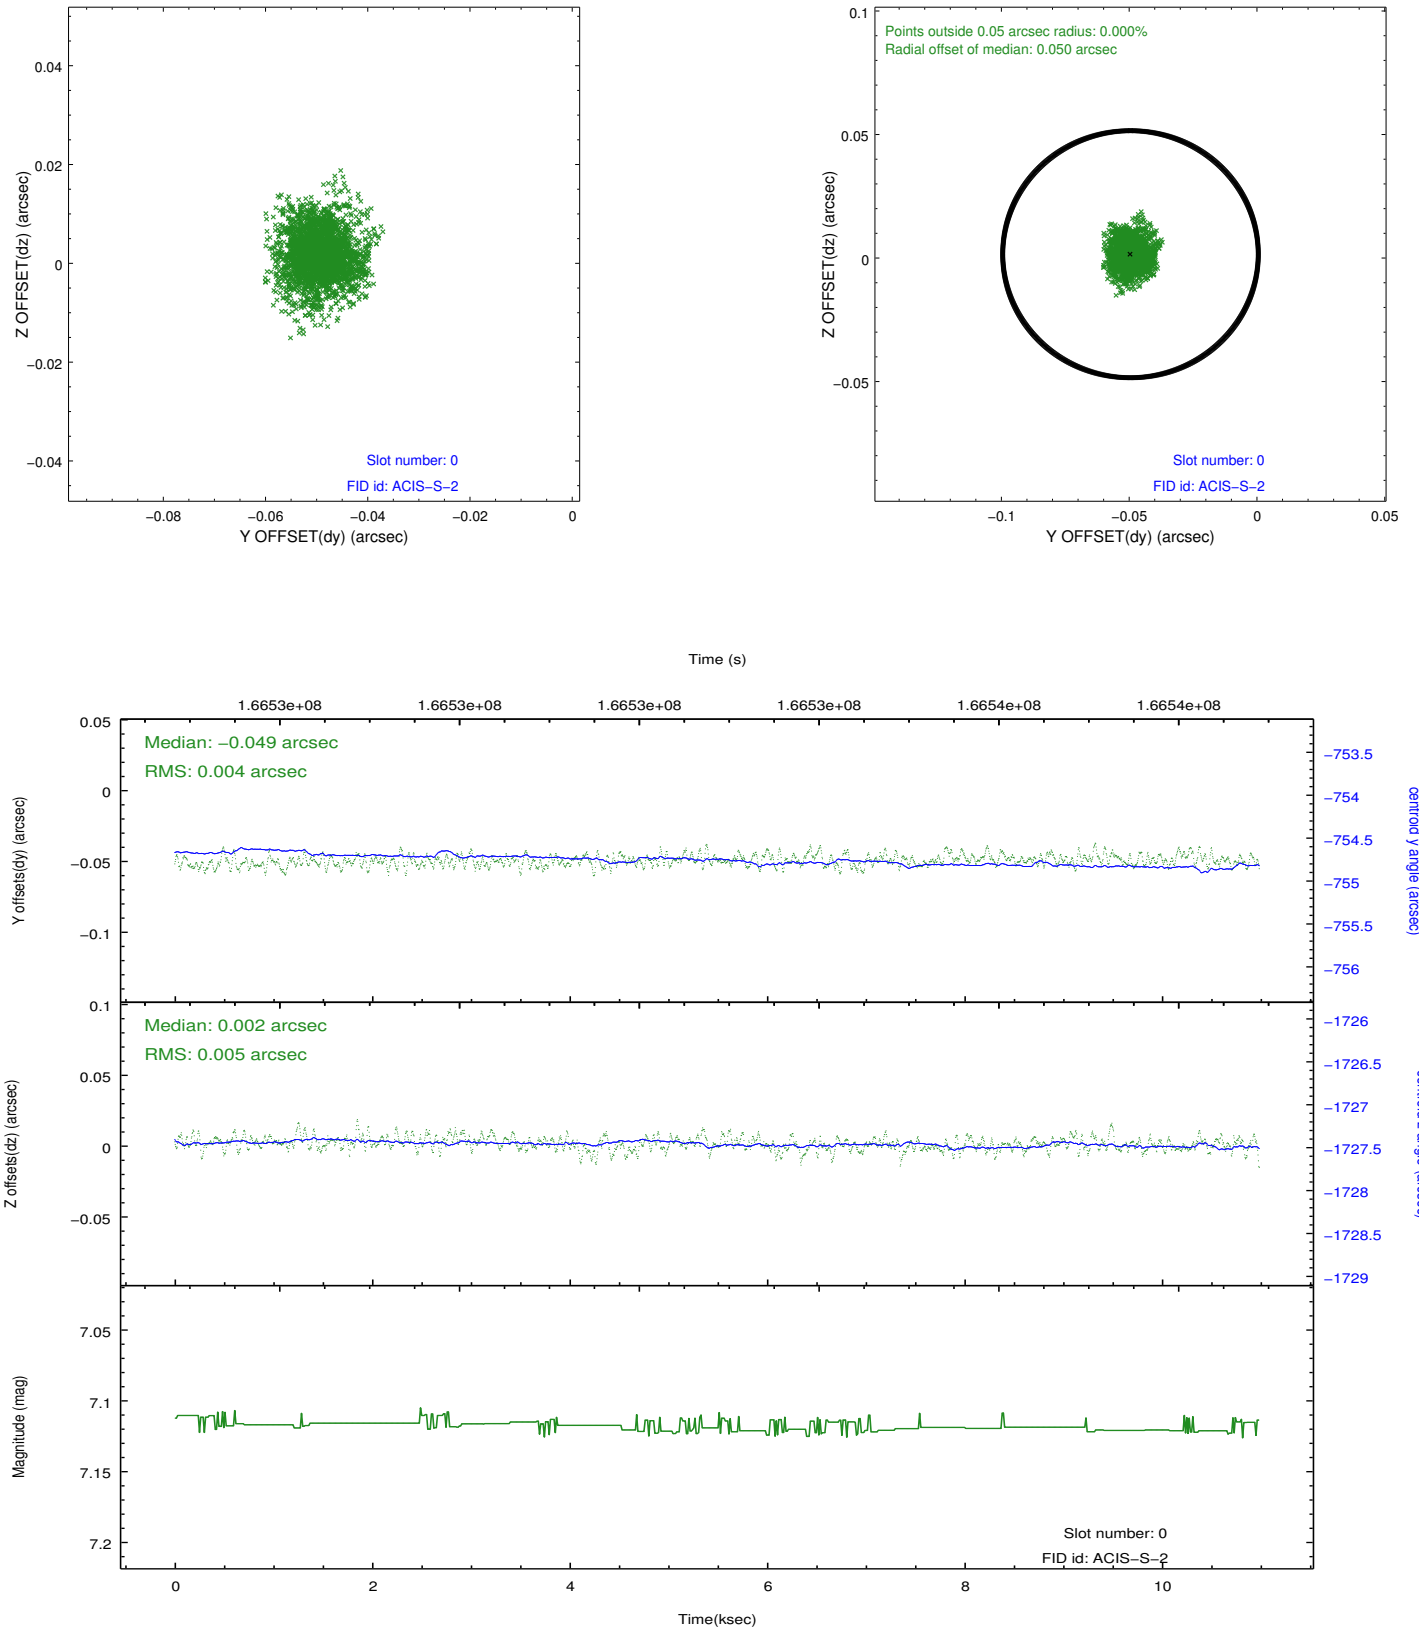 0.04
0.02
0
−0.02
−0.04
Z OFFSET(dz) (arcsec)
Slot number: 0
FID id: ACIS−S−2
−0.08
−0.06
−0.04
−0.02
0
Y OFFSET(dy) (arcsec)
0.1
0.05
0
−0.05
Z OFFSET(dz) (arcsec)
Points outside 0.05 arcsec radius: 0.000%
Radial offset of median: 0.050 arcsec
Slot number: 0
FID id: ACIS−S−2
−0.1
−0.05
0
0.05
Y OFFSET(dy) (arcsec)
Time (s)
1.6653e+08
1.6653e+08
1.6653e+08
1.6653e+08
1.6654e+08
1.6654e+08
0.05
0
−0.05
−0.1
Y offsets(dy) (arcsec)
Median: −0.049 arcsec
RMS: 0.004 arcsec
−753.5
−754
−754.5
−755
−755.5
−756
centroid y angle (arcsec)
0.1
0.05
0
−0.05
Z offsets(dz) (arcsec)
Median: 0.002 arcsec
RMS: 0.005 arcsec
−1726
−1726.5
−1727
−1727.5
−1728
−1728.5
−1729
7.05
7.1
7.15
7.2
Magnitude (mag)
Slot number: 0
FID id: ACIS−S−2
0
2
4
6
8
10
Time(ksec)